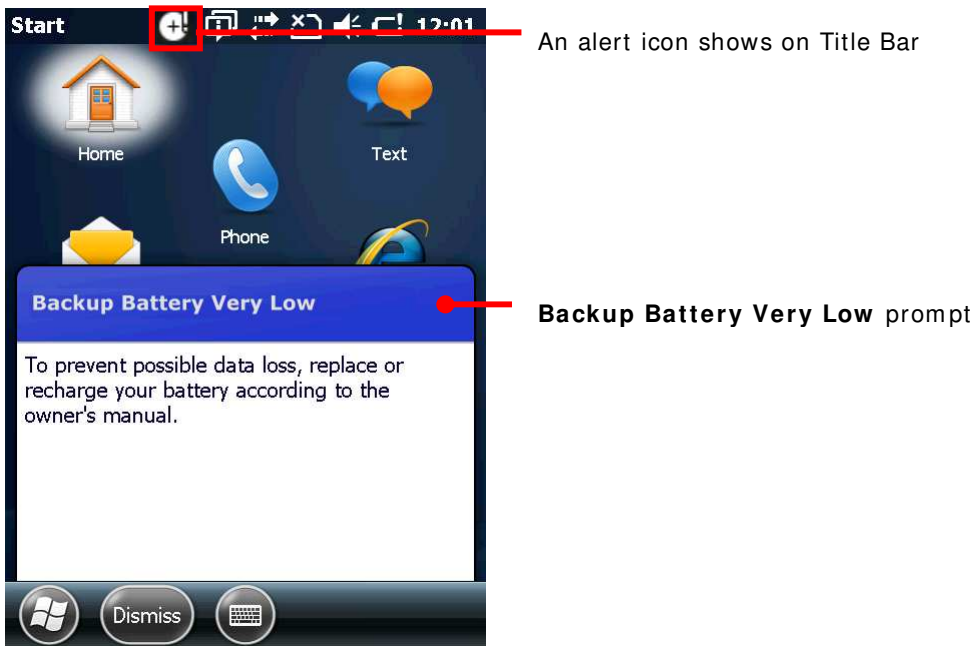 Start 12:01
An alert icon shows on Title Bar
Home
Text
Phone
Backup Battery Very Low
Backup Battery Very Low prompt
To prevent possible data loss, replace or
recharge your battery according to the
owner's manual.
Dismiss